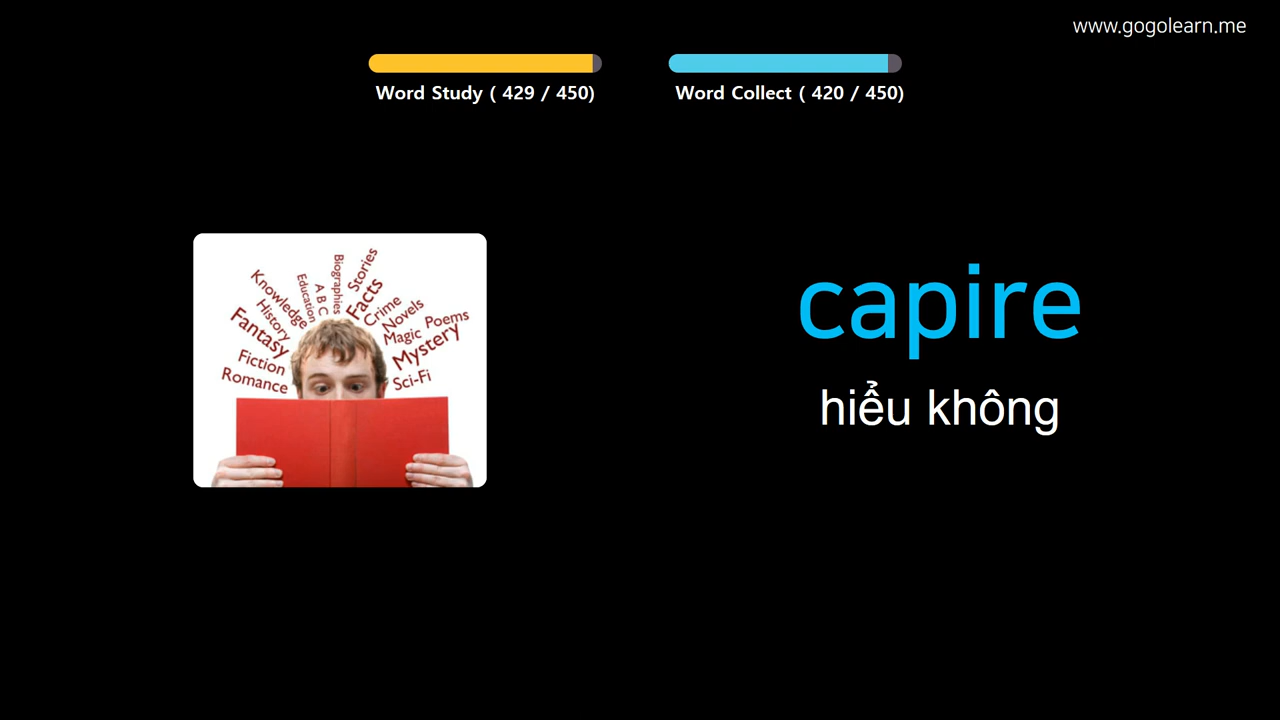 www.gogolearn.me
Word Study ( 429 / 450)
Word Collect ( 420 / 450)
Knowledge
History
Fantasy
Fiction
Romance
Education
A B C
Biographies
Stories
Facts
Crime
Novels
Magic
Poems
Mystery
Sci-Fi
capire
hiểu không